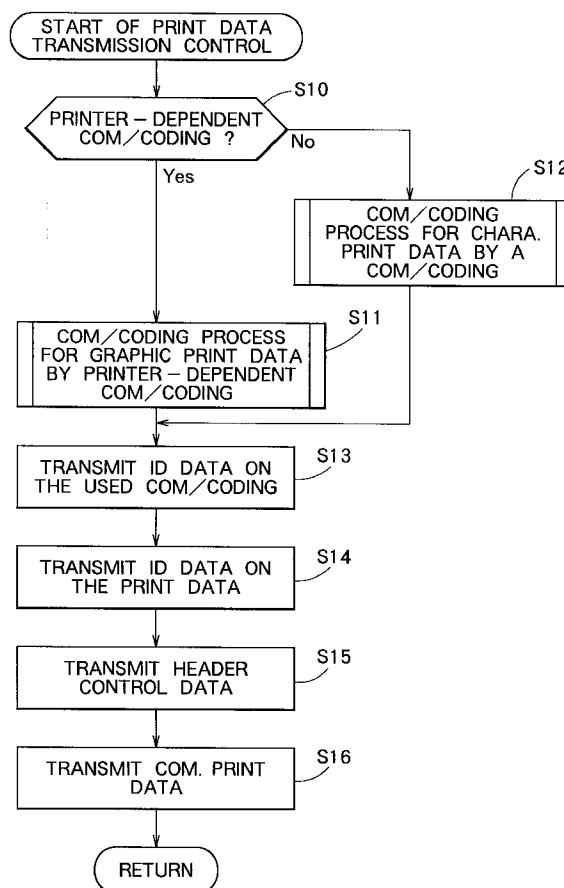 START OF PRINT DATA
TRANSMISSION CONTROL
S10
PRINTER-DEPENDENT
COM/CODING ?
No
Yes
S12
COM/CODING
PROCESS FOR CHARA.
PRINT DATA BY A
COM/CODING
S11
COM/CODING PROCESS
FOR GRAPHIC PRINT DATA
BY PRINTER-DEPENDENT
COM/CODING
S13
TRANSMIT ID DATA ON
THE USED COM/CODING
S14
TRANSMIT ID DATA ON
THE PRINT DATA
S15
TRANSMIT HEADER
CONTROL DATA
S16
TRANSMIT COM. PRINT
DATA
RETURN